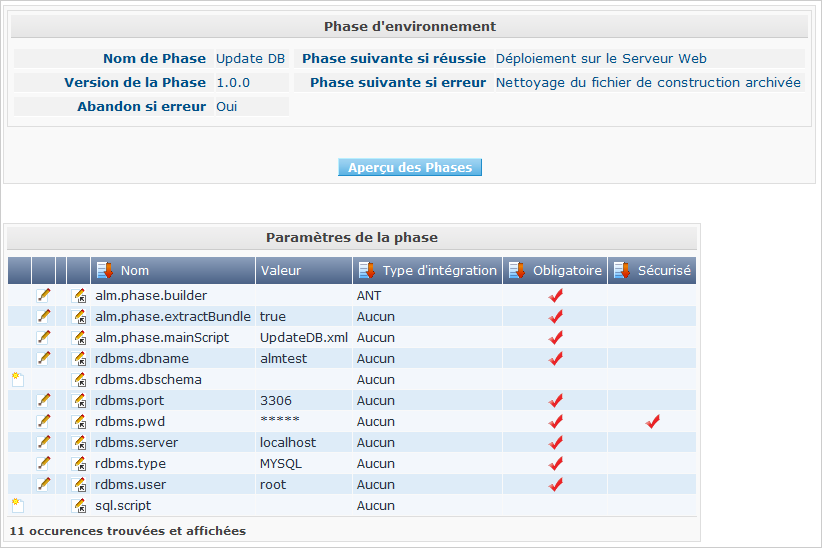 Phase d'environnement
Nom de Phase Update DB Phase suivante si réussie Déploiement sur le Serveur Web
Version de la Phase 1.0.0 Phase suivante si erreur Nettoyage du fichier de construction archivée
Abandon si erreur Oui
Aperçu des Phases
Paramètres de la phase
Nom Valeur Type d'intégration Obligatoire Sécurisé
alm.phase.builder ANT
alm.phase.extractBundle true Aucun
alm.phase.mainScript UpdateDB.xml Aucun
rdbms.dbname almtest Aucun
rdbms.dbschema Aucun
rdbms.port 3306 Aucun
rdbms.pwd ***** Aucun
rdbms.server localhost Aucun
rdbms.type MYSQL Aucun
rdbms.user root Aucun
sql.script Aucun
11 occurences trouvées et affichées